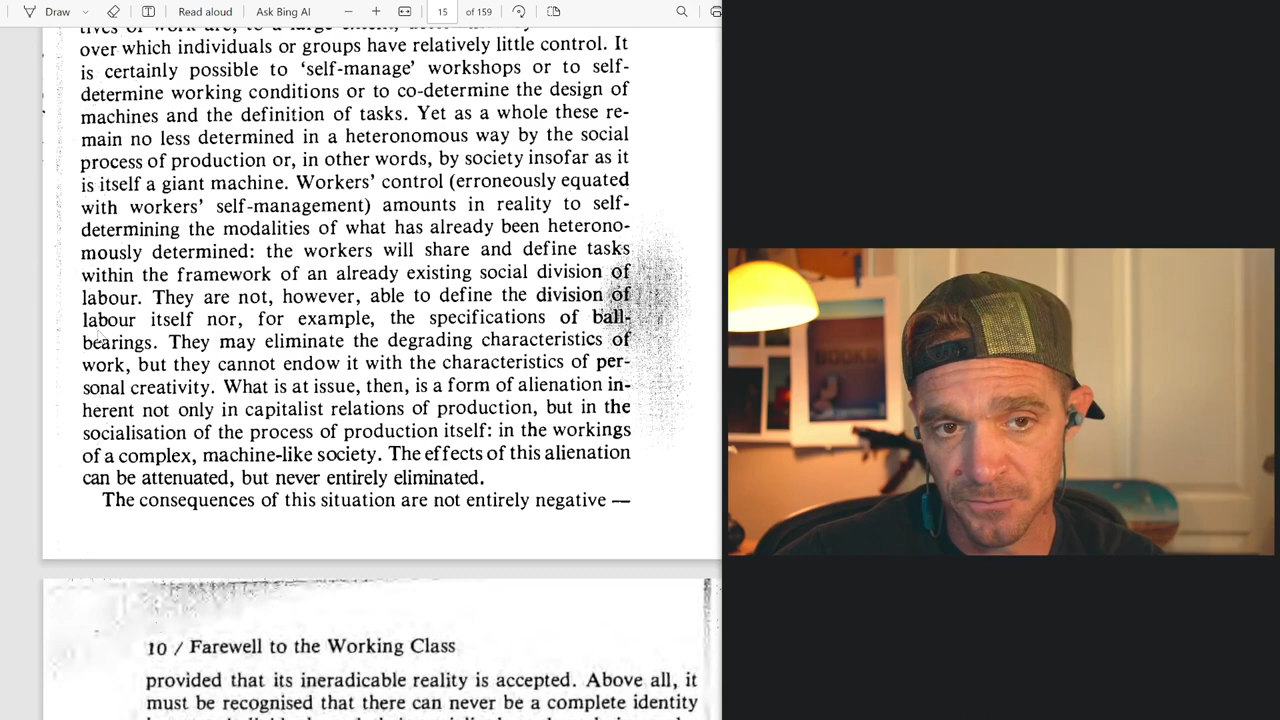 Draw
Read aloud
Ask Bing AI
15 of 159
over which individuals or groups have relatively little control. It
is certainly possible to ‘self-manage’ workshops or to self-
determine working conditions or to co-determine the design of
machines and the definition of tasks. Yet as a whole these re-
main no less determined in a heteronomous way by the social
process of production or, in other words, by society insofar as it
is itself a giant machine. Workers’ control (erroneously equated
with workers’ self-management) amounts in reality to self-
determining the modalities of what has already been heterono-
mously determined: the workers will share and define tasks
within the framework of an already existing social division of
labour. They are not, however, able to define the division of
labour itself nor, for example, the specifications of ball-
bearings. They may eliminate the degrading characteristics of
work, but they cannot endow it with the characteristics of per-
sonal creativity. What is at issue, then, is a form of alienation in-
herent not only in capitalist relations of production, but in the
socialisation of the process of production itself: in the workings
of a complex, machine-like society. The effects of this alienation
can be attenuated, but never entirely eliminated.
The consequences of this situation are not entirely negative —
10 / Farewell to the Working Class
provided that its ineradicable reality is accepted. Above all, it
must be recognised that there can never be a complete identity